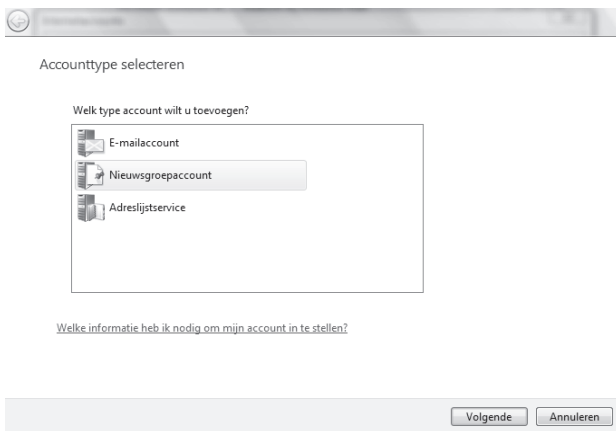 Accounttype selecteren
Welk type account wilt u toevoegen?
E-mailaccount
Nieuwsgroepaccount
Adreslijstservice
Welke informatie heb ik nodig om mijn account in te stellen?
Volgende
Annuleren